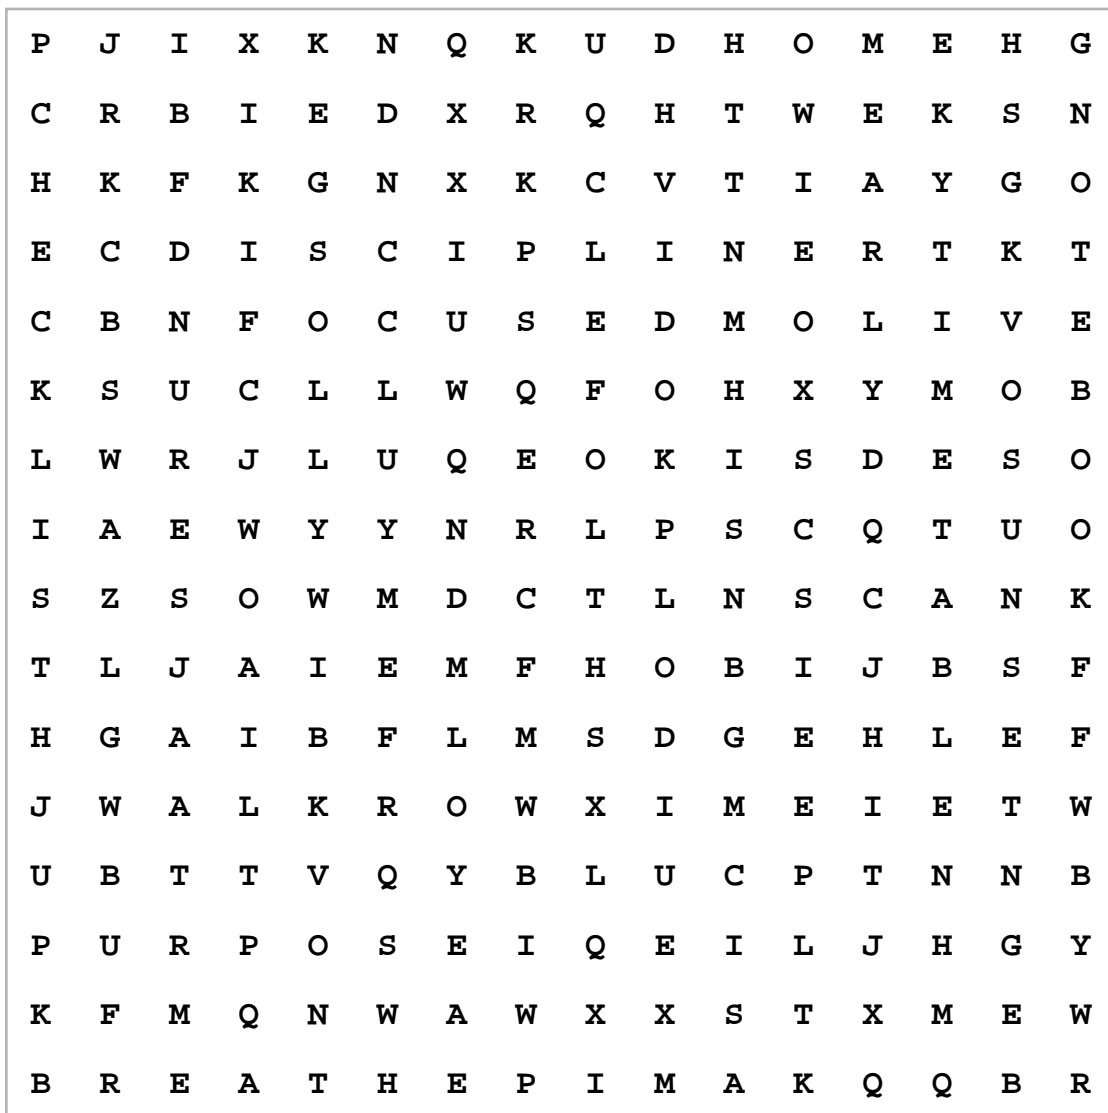 P J I X K N Q K U D H O M E H G
C R B I E D X R Q H T W E K S N
H K F K G N X K C V T I A Y G O
E C D I S C I P L I N E R T K T
C B N F O C U S E D M O L I V E
K S U C L L W Q F O H X Y M O B
L W R J L U Q E O K I S D E S O
I A E W Y Y N R L P S C Q T U O
S Z S O W M D C T L N S C A N K
T L J A I E M F H O B I J B S F
H G A I B F L M S D G E H L E F
J W A L K R O W X I M E I E T W
U B T T V Q Y B L U C P T N N B
P U R P O S E I Q E I L J H G Y
K F M Q N W A W X X S T X M E W
B R E A T H E P I M A K Q Q B R